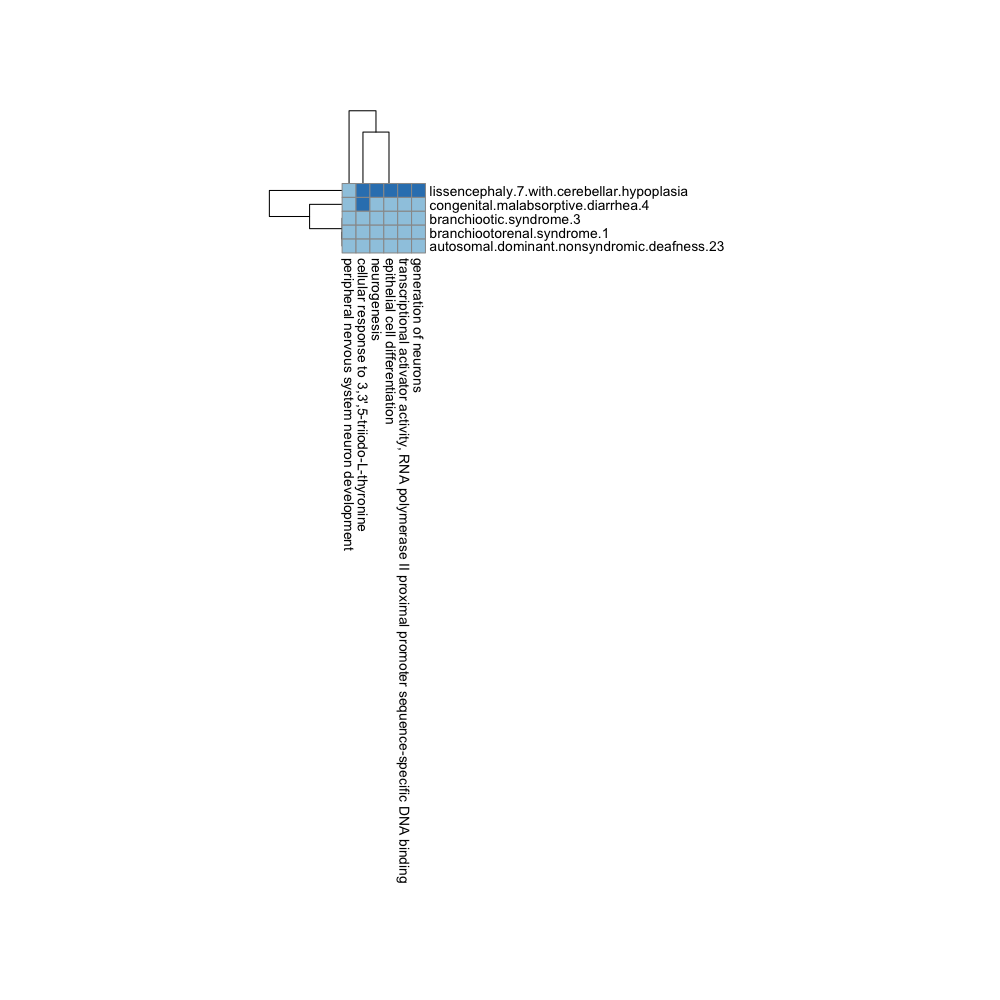 lissencephaly.7.with.cerebellar.hypoplasia
congenital.malabsorptive.diarrhea.4
branchiootic.syndrome.3
branchiootorenal.syndrome.1
autosomal.dominant.nonsyndromic.deafness.23
peripheral nervous system neuron development
cellular response to 3,3',5-triiodo-L-thyronine
neurogenesis
epithelial cell differentiation
transcriptional activator activity, RNA polymerase II proximal promoter sequence-specific DNA binding
generation of neurons